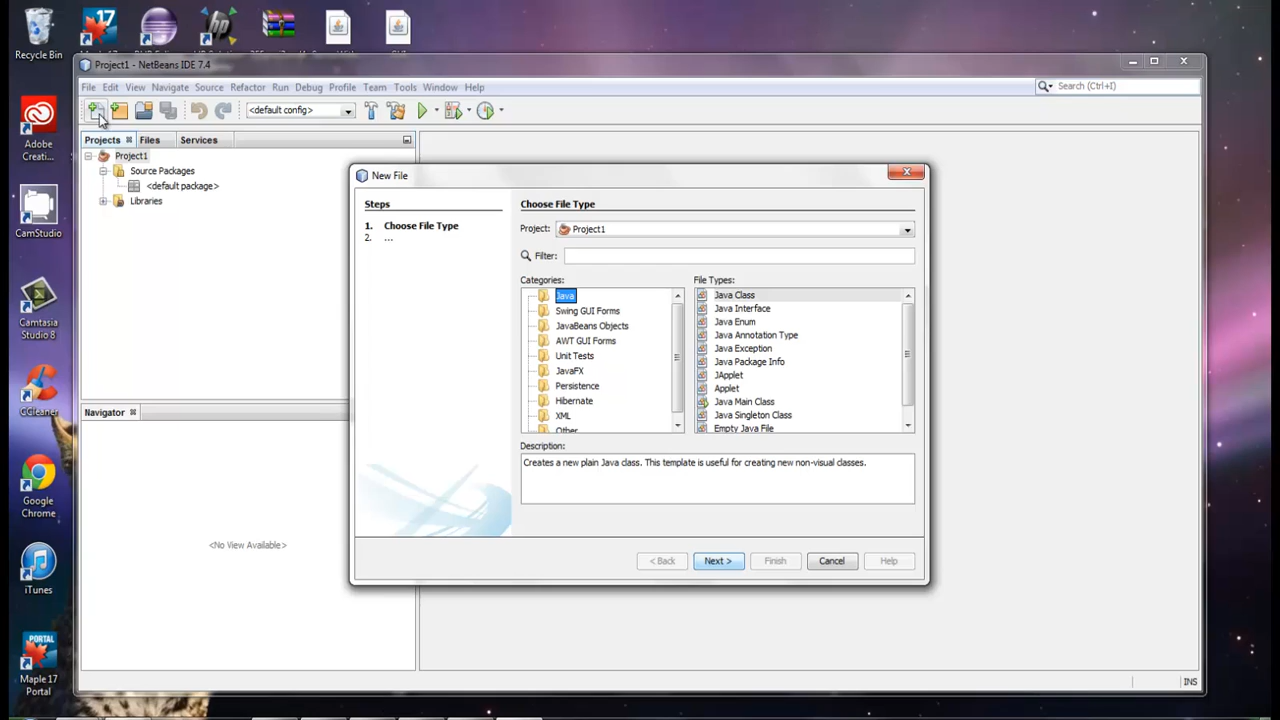 Recycle Bin
Adobe
Creati...
CamStudio
Camtasia
Studio 8
CCleaner
Google
Chrome
iTunes
PORTAL
Maple 17
Portal
17
hp
Project1 - NetBeans IDE 7.4
File Edit View Navigate Source Refactor Run Debug Profile Team Tools Window Help
Search (Ctrl+I)
<default config>
Projects Files Services
Project1
Source Packages
<default package>
Libraries
Navigator
<No View Available>
New File
Steps
1. Choose File Type
2. ...
Choose File Type
Project: Project1
Filter:
Categories:
Java
Swing GUI Forms
JavaBeans Objects
AWT GUI Forms
Unit Tests
JavaFX
Persistence
Hibernate
XML
Other
File Types:
Java Class
Java Interface
Java Enum
Java Annotation Type
Java Exception
Java Package Info
JApplet
Applet
Java Main Class
Java Singleton Class
Empty Java File
Description:
Creates a new plain Java class. This template is useful for creating new non-visual classes.
< Back Next > Finish Cancel Help
INS